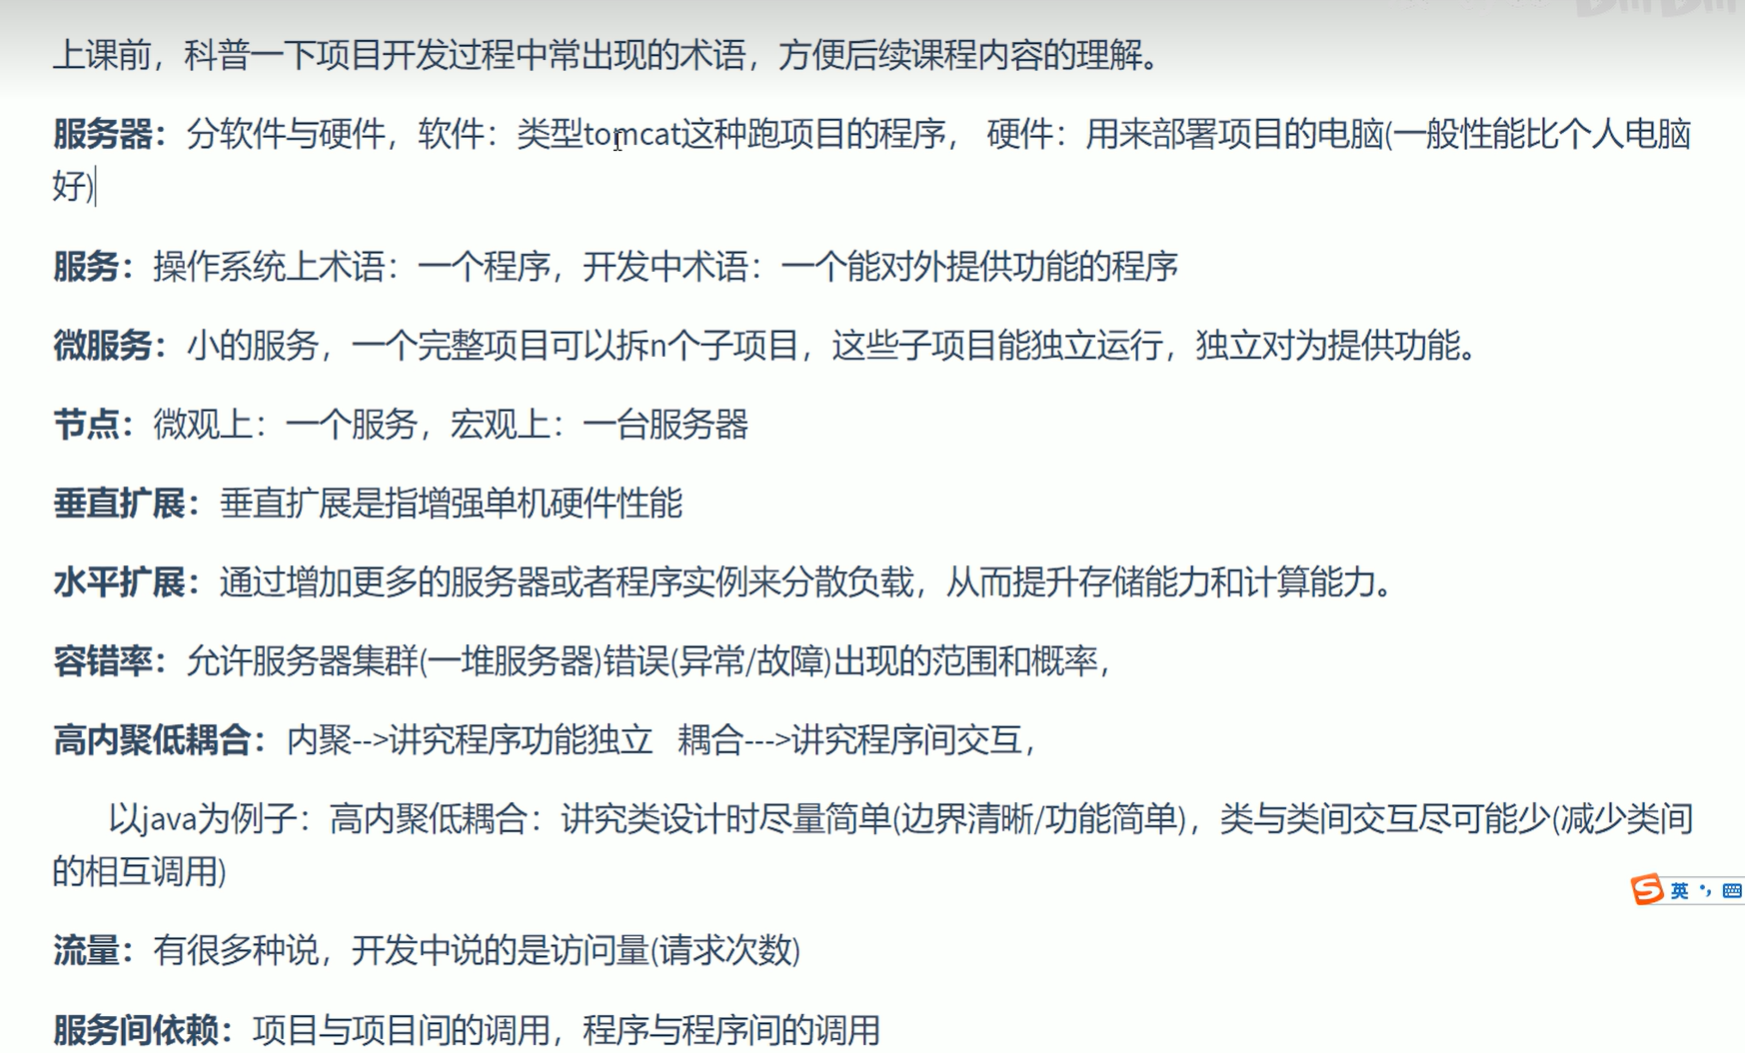 上课前，科普一下项目开发过程中常出现的术语，方便后续课程内容的理解。
服务器：分软件与硬件，软件：类型tomcat这种跑项目的程序， 硬件：用来部署项目的电脑(一般性能比个人电脑
好)
服务：操作系统上术语：一个程序，开发中术语：一个能对外提供功能的程序
微服务：小的服务，一个完整项目可以拆n个子项目，这些子项目能独立运行，独立对为提供功能。
节点：微观上：一个服务，宏观上：一台服务器
垂直扩展：垂直扩展是指增强单机硬件性能
水平扩展：通过增加更多的服务器或者程序实例来分散负载，从而提升存储能力和计算能力。
容错率：允许服务器集群(一堆服务器)错误(异常/故障)出现的范围和概率，
高内聚低耦合：内聚-->讲究程序功能独立 耦合--->讲究程序间交互，
以java为例子：高内聚低耦合：讲究类设计时尽量简单(边界清晰/功能简单)，类与类间交互尽可能少(减少类间
的相互调用)
英
流量：有很多种说，开发中说的是访问量(请求次数)
服务间依赖：项目与项目间的调用，程序与程序间的调用